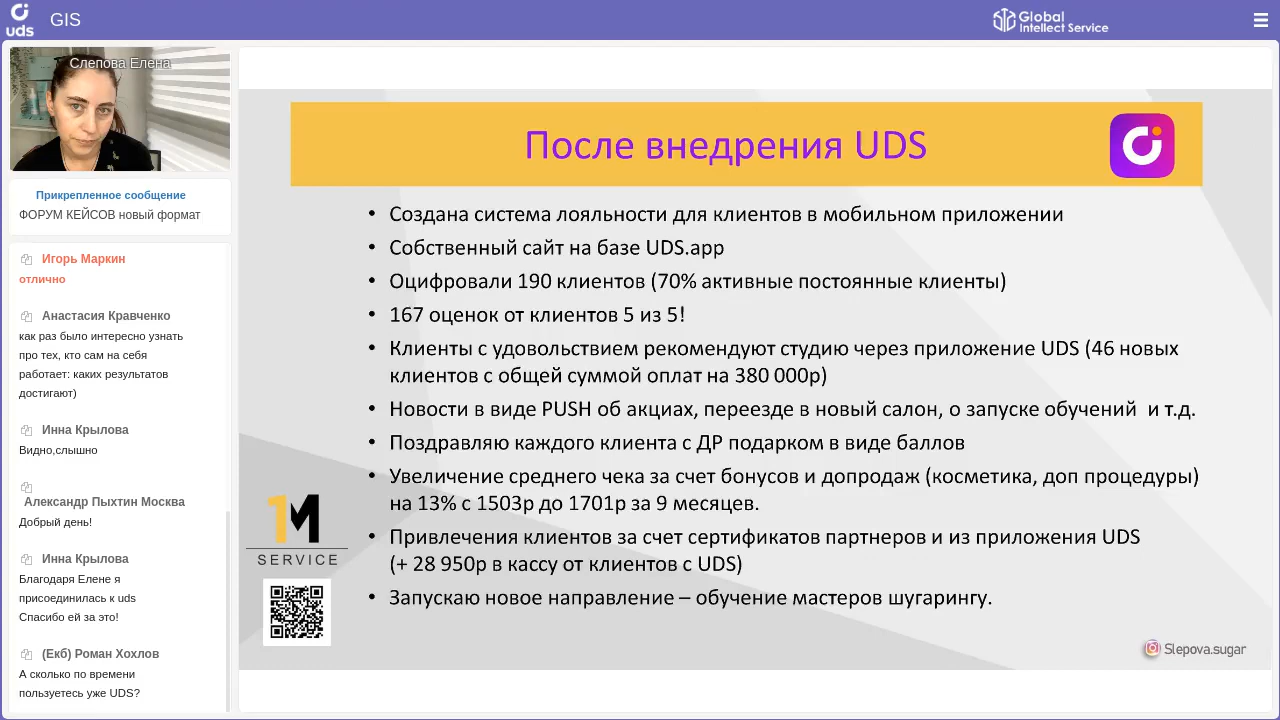 uds
GIS
Global
Intellect Service
Слепова Елена
Прикрепленное сообщение
ФОРУМ КЕЙСОВ новый формат
Игорь Маркин
отлично
Анастасия Кравченко
как раз было интересно узнать
про тех, кто сам на себя
работает: каких результатов
достигают)
Инна Крылова
Видно,слышно
Александр Пыхтин Москва
Добрый день!
Инна Крылова
Благодаря Елене я
присоединилась к uds
Спасибо ей за это!
(Екб) Роман Хохлов
А сколько по времени
пользуетесь уже UDS?
После внедрения UDS
• Создана система лояльности для клиентов в мобильном приложении
• Собственный сайт на базе UDS.app
• Оцифровали 190 клиентов (70% активные постоянные клиенты)
• 167 оценок от клиентов 5 из 5!
• Клиенты с удовольствием рекомендуют студию через приложение UDS (46 новых
клиентов с общей суммой оплат на 380 000р)
• Новости в виде PUSH об акциях, переезде в новый салон, о запуске обучений и т.д.
• Поздравляю каждого клиента с ДР подарком в виде баллов
• Увеличение среднего чека за счет бонусов и допродаж (косметика, доп процедуры)
на 13% с 1503р до 1701р за 9 месяцев.
• Привлечения клиентов за счет сертификатов партнеров и из приложения UDS
(+ 28 950р в кассу от клиентов с UDS)
• Запускаю новое направление – обучение мастеров шугарингу.
1M
SERVICE
Slepova.sugar